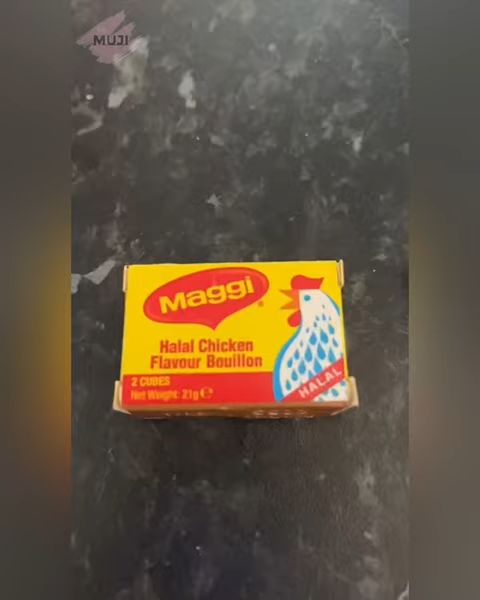 MUJI
Maggi
Halal Chicken
Flavour Bouillon
2 CUBES
Net Weight: 21g ℮
HALAL